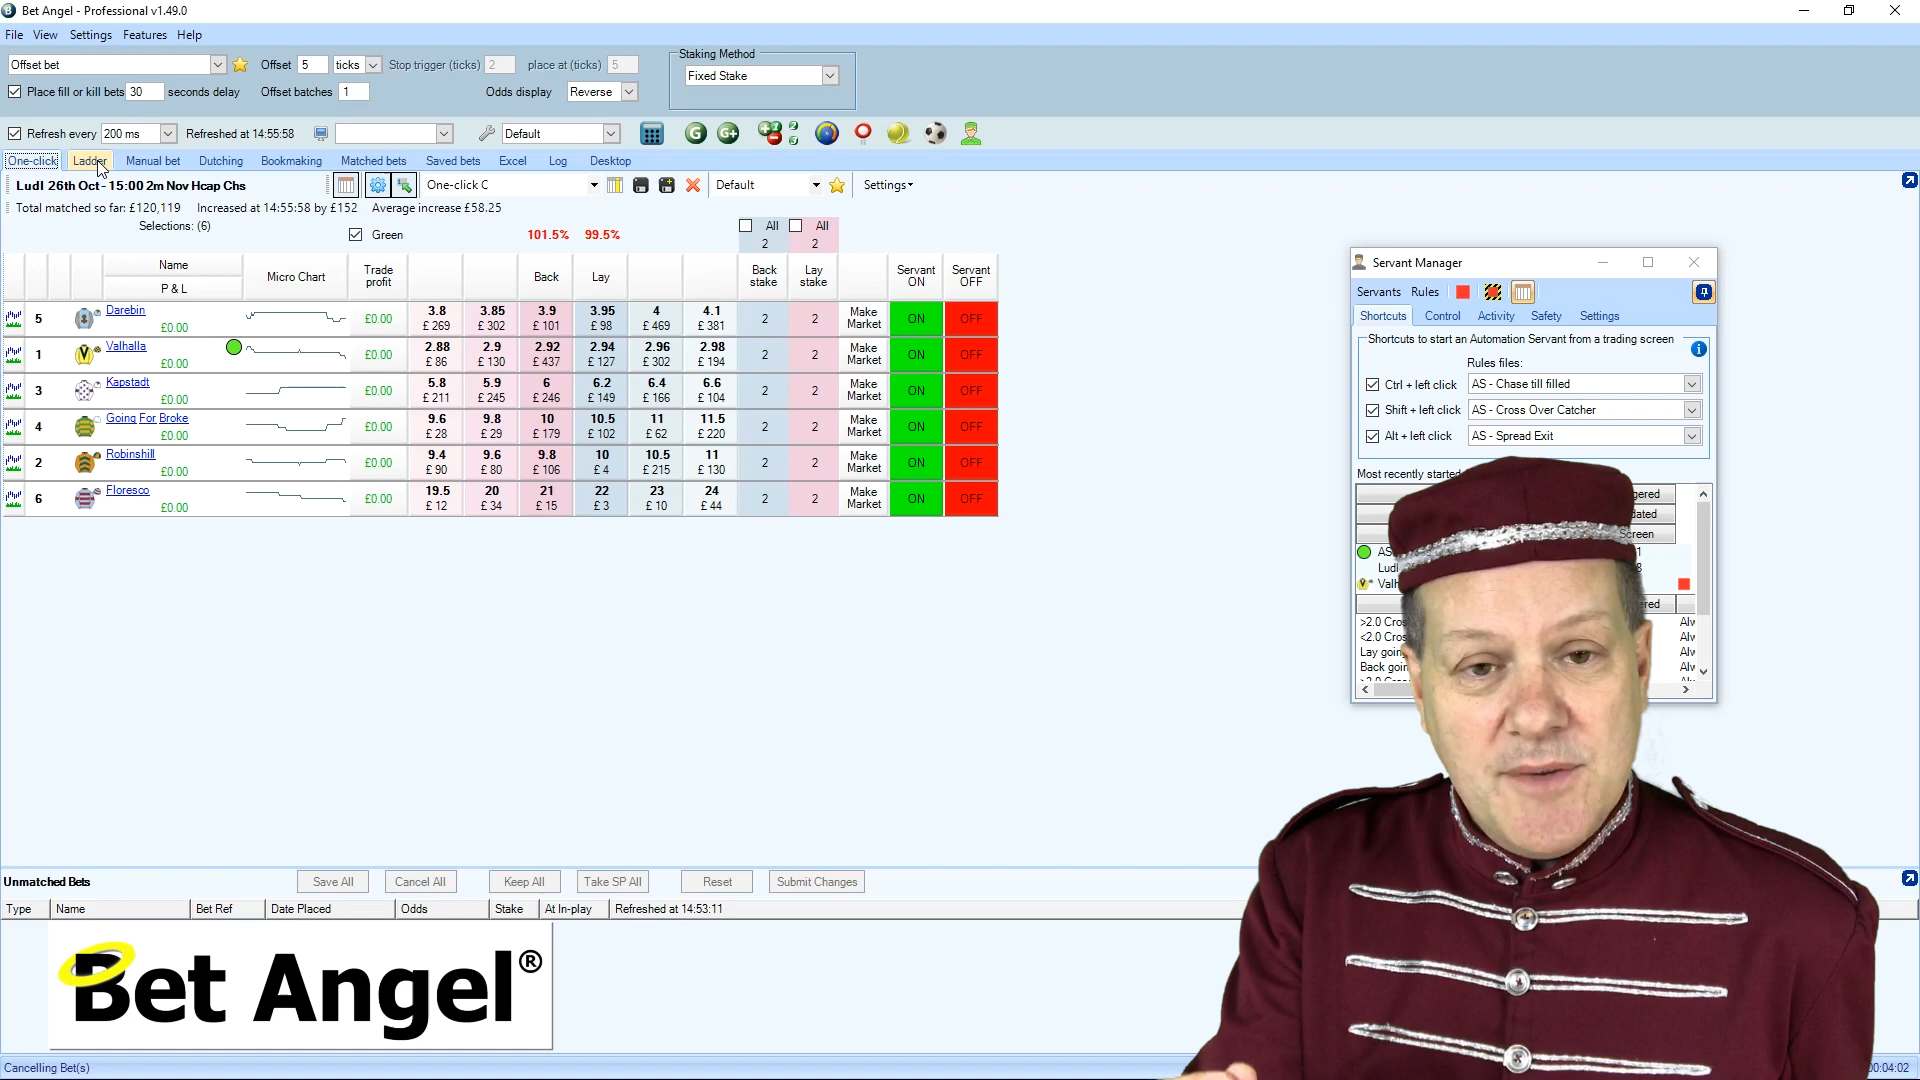 Bet Angel - Professional v1.49.0
File View Settings Features Help
Staking Method
Offset bet Offset 5 ticks Stop trigger (ticks) 2 place at (ticks) 5 Fixed Stake
Place fill or kill bets 30 seconds delay Offset batches 1 Odds display Reverse
Refresh every 200 ms Refreshed at 14:55:58 Default G G+
One-click Ladder Manual bet Dutching Bookmaking Matched bets Saved bets Excel Log Desktop
Ludl 26th Oct - 15:00 2m Nov Hcap Chs One-click C Default Settings
Total matched so far: £120,119 Increased at 14:55:58 by £152 Average increase £58.25
Selections: (6) All All
Green 101.5% 99.5% 2 2
Name Micro Chart Trade profit Back Lay Back stake Lay stake Servant ON Servant OFF
P & L
5 Darebin £0.00 3.8 3.85 3.9 3.95 4 4.1 2 2 Make Market ON OFF
£0.00 £ 269 £ 302 £ 101 £ 98 £ 469 £ 381
1 Valhalla £0.00 2.88 2.9 2.92 2.94 2.96 2.98 2 2 Make Market ON OFF
£0.00 £ 86 £ 130 £ 437 £ 127 £ 302 £ 194
3 Kapstadt £0.00 5.8 5.9 6 6.2 6.4 6.6 2 2 Make Market ON OFF
£0.00 £ 211 £ 245 £ 246 £ 149 £ 166 £ 104
4 Going For Broke £0.00 9.6 9.8 10 10.5 11 11.5 2 2 Make Market ON OFF
£0.00 £ 28 £ 29 £ 179 £ 102 £ 62 £ 220
2 Robinshill £0.00 9.4 9.6 9.8 10 10.5 11 2 2 Make Market ON OFF
£0.00 £ 90 £ 80 £ 106 £ 4 £ 215 £ 130
6 Floresco £0.00 19.5 20 21 22 23 24 2 2 Make Market ON OFF
£0.00 £ 12 £ 34 £ 15 £ 3 £ 10 £ 44
Servant Manager
Servants Rules
Shortcuts Control Activity Safety Settings
Shortcuts to start an Automation Servant from a trading screen
Rules files:
Ctrl + left click AS - Chase till filled
Shift + left click AS - Cross Over Catcher
Alt + left click AS - Spread Exit
Most recently started
Screen
AS
Ludl
>2.0 Cros
<2.0 Cros
Lay goin
Back goin
Unmatched Bets Save All Cancel All Keep All Take SP All Reset Submit Changes
Type Name Bet Ref Date Placed Odds Stake At In-play Refreshed at 14:53:11
Bet Angel®
Cancelling Bet(s) 00:04:02